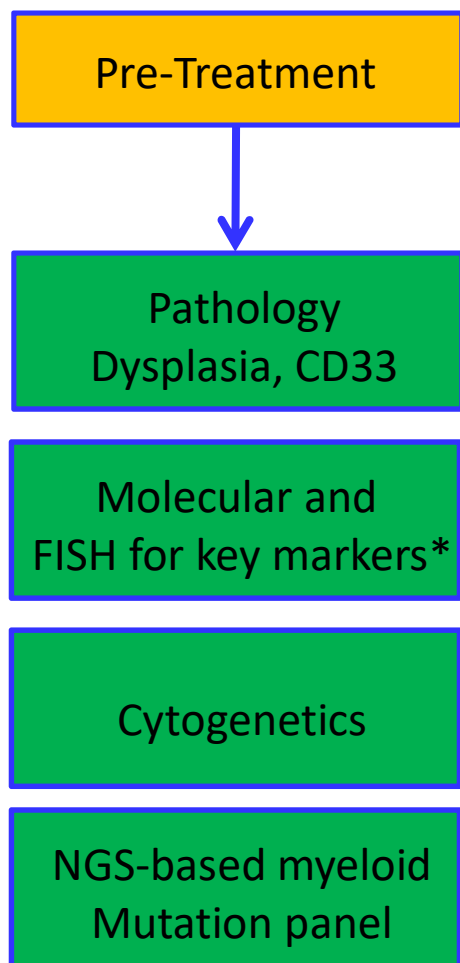 Pre-Treatment
Pathology
Dysplasia, CD33
Molecular and
FISH for key markers*
Cytogenetics
NGS-based myeloid
Mutation panel